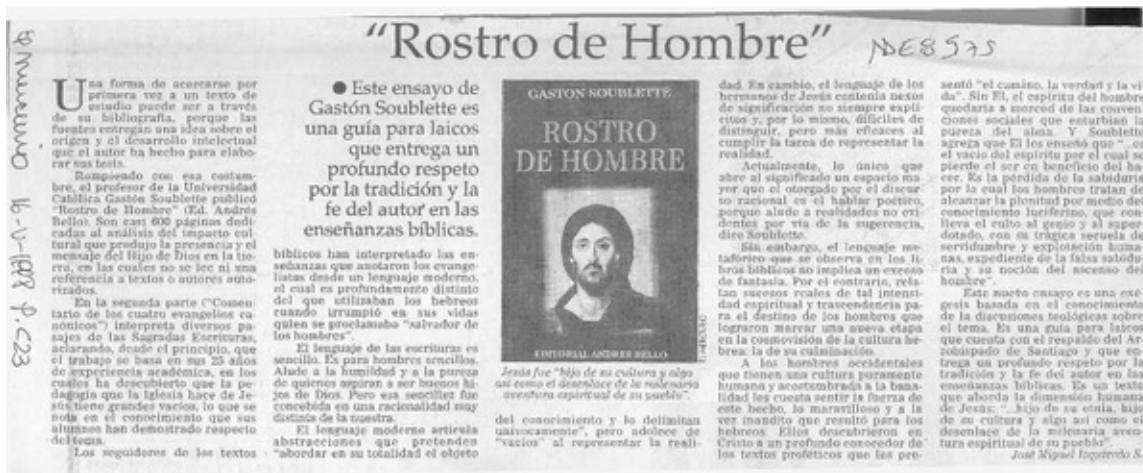 "Rostro de Hombre"
NDE8575
El Mercurio 16-V-1998 p. C23
Una forma de acercarse por
primera vez a un texto de
estudio puede ser a través
de su bibliografía, porque las
fuentes entregan una idea sobre el
origen y el desarrollo intelectual
que el autor ha hecho para elabo-
rar sus tesis.
Rompiendo con esa costum-
bre, el profesor de la Universidad
Católica Gastón Soublette publicó
"Rostro de Hombre" (Ed. Andrés
Bello). Son casi 600 páginas dedi-
cadas al análisis del impacto cul-
tural que produjo la presencia y el
mensaje del Hijo de Dios en la tie-
rra, en las cuales no se lee ni una
referencia a textos o autores auto-
rizados.
En la segunda parte ("Comen-
tario de los cuatro evangelios ca-
nónicos") interpreta diversos pa-
sajes de las Sagradas Escrituras,
aclarando, desde el principio, que
el trabajo se basa en sus 25 años
de experiencia académica, en los
cuales ha descubierto que la pe-
dagogía que la Iglesia hace de Je-
sús tiene grandes vacíos, lo que se
nota en el conocimiento que sus
alumnos han demostrado respecto
del tema.
Los seguidores de los textos
● Este ensayo de
Gastón Soublette es
una guía para laicos
que entrega un
profundo respeto
por la tradición y la
fe del autor en las
enseñanzas bíblicas.
bíblicos han interpretado las en-
señanzas que anotaron los evange-
listas desde un lenguaje moderno,
el cual es profundamente distinto
del que utilizaban los hebreos
cuando irrumpió en sus vidas
quien se proclamaba "salvador de
los hombres".
El lenguaje de las escrituras es
sencillo. Es para hombres sencillos.
Alude a la humildad y a la pureza
de quienes aspiran a ser buenos hi-
jos de Dios. Pero esa sencillez fue
concebida en una racionalidad muy
distinta de la nuestra.
El lenguaje moderno articula
abstracciones que pretenden
"abordar en su totalidad el objeto
GASTON SOUBLETTE
ROSTRO
DE HOMBRE
EDITORIAL ANDRES BELLO
EL MERCURIO
Jesús fue "hijo de su cultura y algo
así como el desenlace de la milenaria
aventura espiritual de su pueblo".
del conocimiento y lo delimitan
unívocamente", pero adolece de
"vacíos" al representar la reali-
dad. En cambio, el lenguaje de los
hermanos de Jesús contenía nexos
de significación no siempre explí-
citos y, por lo mismo, difíciles de
distinguir, pero más eficaces al
cumplir la tarea de representar la
realidad.
Actualmente, lo único que
abre al significado un espacio ma-
yor que el otorgado por el discur-
so racional es el hablar poético,
porque alude a realidades no evi-
dentes por vía de la sugerencia,
dice Soublette.
Sin embargo, el lenguaje me-
tafórico que se observa en los li-
bros bíblicos no implica un exceso
de fantasía. Por el contrario, rela-
tan sucesos reales de tal intensi-
dad espiritual y trascendencia pa-
ra el destino de los hombres que
lograron marcar una nueva etapa
en la cosmovisión de la cultura he-
brea: la de su culminación.
A los hombres occidentales
que tienen una cultura puramente
humana y acostumbrada a la bana-
lidad les cuesta sentir la fuerza de
este hecho, lo maravilloso y a la
vez inaudito que resultó para los
hebreos. Ellos descubrieron en
Cristo a un profundo conocedor de
los textos proféticos que les pre-
sentó "el camino, la verdad y la vi-
da". Sin El, el espíritu del hombre
quedaría a merced de las conven-
ciones sociales que enturbian la
pureza del alma. Y Soublette
agrega que El les enseñó que "...es
el vacío del espíritu por el cual se
pierde el ser en beneficio del ha-
cer. Es la pérdida de la sabiduría
por la cual los hombres tratan de
alcanzar la plenitud por medio del
conocimiento luciferino, que con-
lleva el culto al genio y al super-
dotado, con su trágica secuela de
servidumbre y explotación huma-
nas, expediente de la falsa sabidu-
ría y su noción del ascenso del
hombre".
Este nuevo ensayo es una exé-
gesis basada en el conocimiento
de la discusiones teológicas sobre
el tema. Es una guía para laicos
que cuenta con el respaldo del Ar-
zobispado de Santiago y que en-
trega un profundo respeto por la
tradición y la fe del autor en las
enseñanzas bíblicas. Es un texto
que aborda la dimensión humana
de Jesús: "...hijo de su etnia, hijo
de su cultura y algo así como el
desenlace de la milenaria aven-
tura espiritual de su pueblo".
José Miguel Izquierdo S.